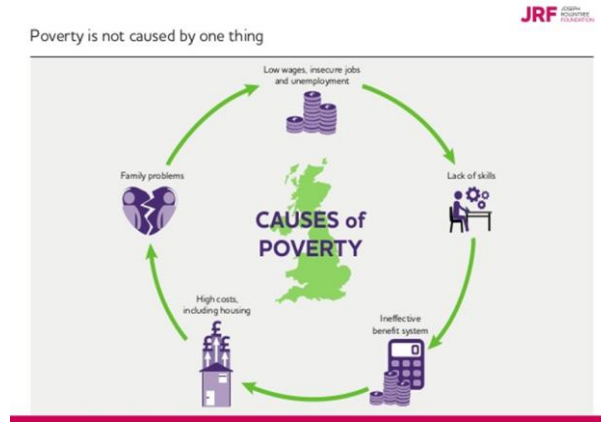 JRF JOSEPH
ROWNTREE
FOUNDATION
Poverty is not caused by one thing
Low wages, insecure jobs
and unemployment
Family problems
Lack of skills
CAUSES of
POVERTY
High costs,
including housing
£
£ £
Ineffective
benefit system